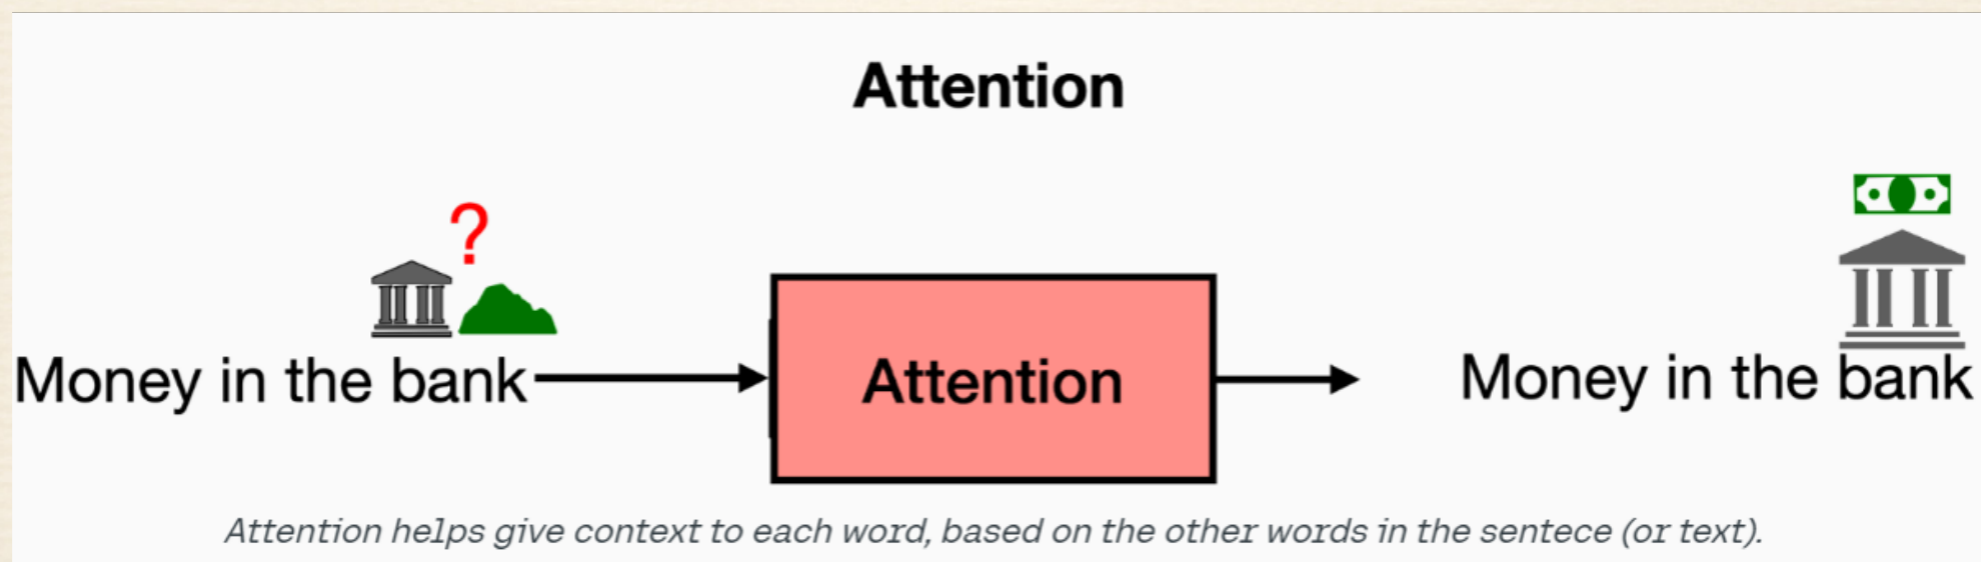 Attention
?
Money in the bank
Attention
Money in the bank
Attention helps give context to each word, based on the other words in the sentece (or text).